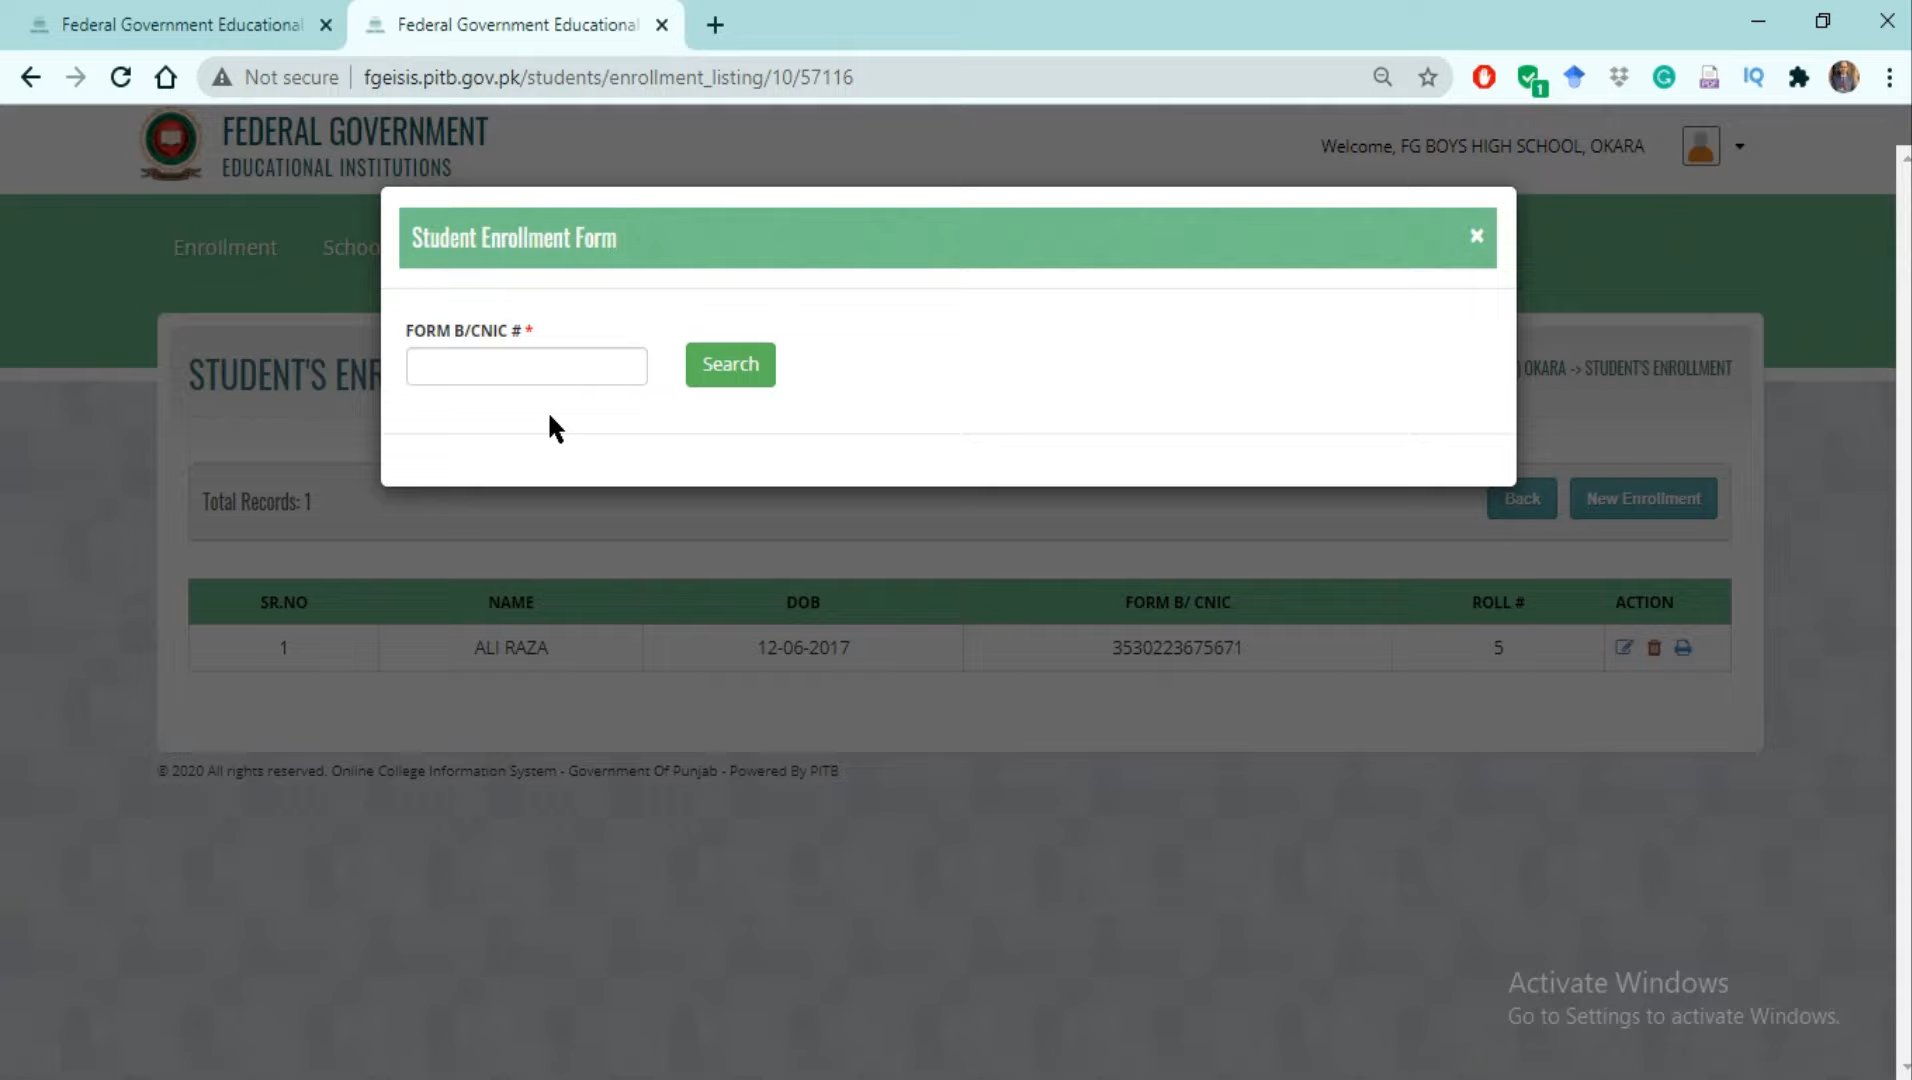 Federal Government Educational
Federal Government Educational
Not secure
fgeisis.pitb.gov.pk/students/enrollment_listing/10/57116
1
IQ
FEDERAL GOVERNMENT
EDUCATIONAL INSTITUTIONS
Welcome, FG BOYS HIGH SCHOOL, OKARA
Enrollment
Schoo
Student Enrollment Form
FORM B/CNIC # *
Search
STUDENT'S ENR
OKARA -> STUDENT'S ENROLLMENT
Total Records: 1
Back
New Enrollment
SR.NO NAME DOB FORM B/ CNIC ROLL # ACTION
1 ALI RAZA 12-06-2017 3530223675671 5
© 2020 All rights reserved. Online College Information System - Government Of Punjab - Powered By PITB
Activate Windows
Go to Settings to activate Windows.